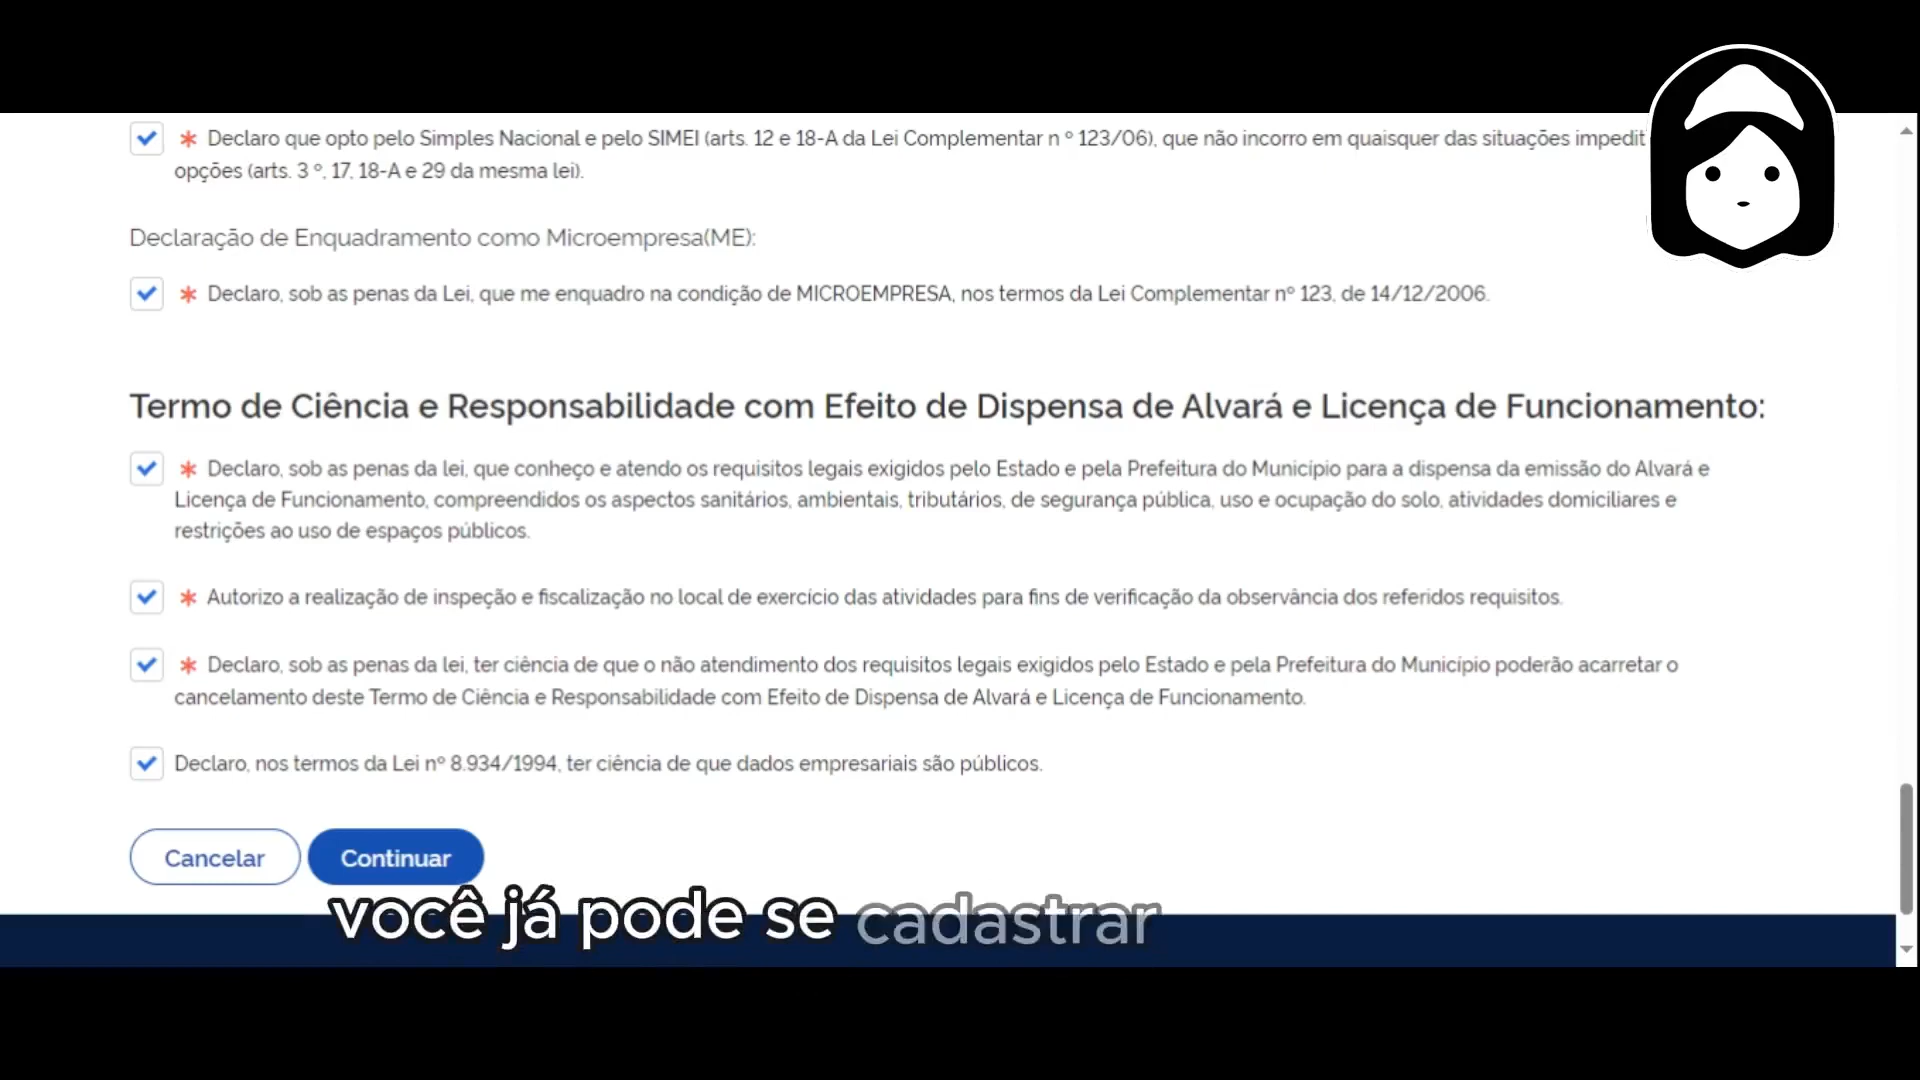 * Declaro que opto pelo Simples Nacional e pelo SIMEI (arts. 12 e 18-A da Lei Complementar n º 123/06), que não incorro em quaisquer das situações
opções (arts. 3 º, 17, 18-A e 29 da mesma lei).
Declaração de Enquadramento como Microempresa(ME):
* Declaro, sob as penas da Lei, que me enquadro na condição de MICROEMPRESA, nos termos da Lei Complementar nº 123, de 14/12/2006.
Termo de Ciência e Responsabilidade com Efeito de Dispensa de Alvará e Licença de Funcionamento:
* Declaro, sob as penas da lei, que conheço e atendo os requisitos legais exigidos pelo Estado e pela Prefeitura do Município para a dispensa da emissão do Alvará e
Licença de Funcionamento, compreendidos os aspectos sanitários, ambientais, tributários, de segurança pública, uso e ocupação do solo, atividades domiciliares e
restrições ao uso de espaços públicos.
* Autorizo a realização de inspeção e fiscalização no local de exercício das atividades para fins de verificação da observância dos referidos requisitos.
* Declaro, sob as penas da lei, ter ciência de que o não atendimento dos requisitos legais exigidos pelo Estado e pela Prefeitura do Município poderão acarretar o
cancelamento deste Termo de Ciência e Responsabilidade com Efeito de Dispensa de Alvará e Licença de Funcionamento.
Declaro, nos termos da Lei nº 8.934/1994, ter ciência de que dados empresariais são públicos.
Cancelar Continuar
você já pode se cadastrar